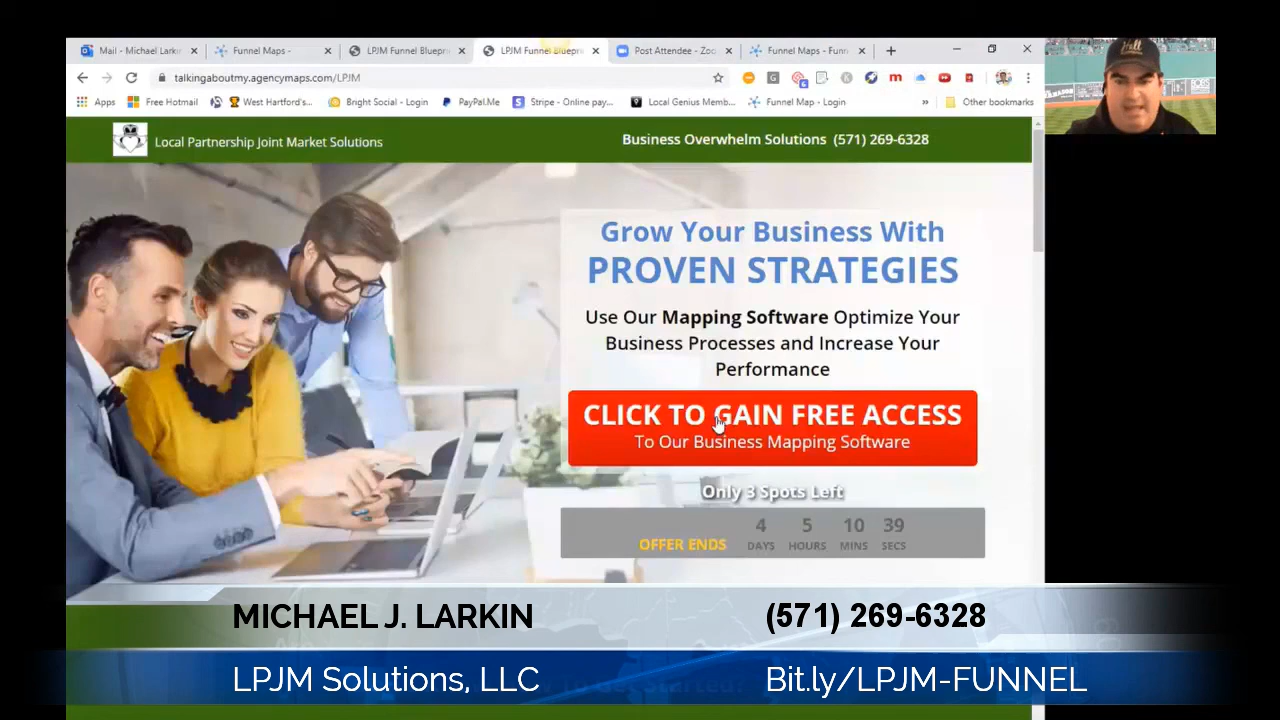 Mail - Michael Larkin
Funnel Maps -
LPJM Funnel Bluepr
LPJM Funnel Bluepr
Post Attendee - Zoo
Funnel Maps - Funn
talkingaboutmy.agencymaps.com/LPJM
Apps
Free Hotmail
West Hartford's...
Bright Social - Login
PayPal.Me
Stripe - Online pay...
Local Genius Memb...
Funnel Map - Login
Other bookmarks
Local Partnership Joint Market Solutions
Business Overwhelm Solutions (571) 269-6328
Grow Your Business With
PROVEN STRATEGIES
Use Our Mapping Software Optimize Your
Business Processes and Increase Your
Performance
CLICK TO GAIN FREE ACCESS
To Our Business Mapping Software
Only 3 Spots Left
OFFER ENDS
4 5 10 39
DAYS HOURS MINS SECS
MICHAEL J. LARKIN
(571) 269-6328
LPJM Solutions, LLC
Bit.ly/LPJM-FUNNEL